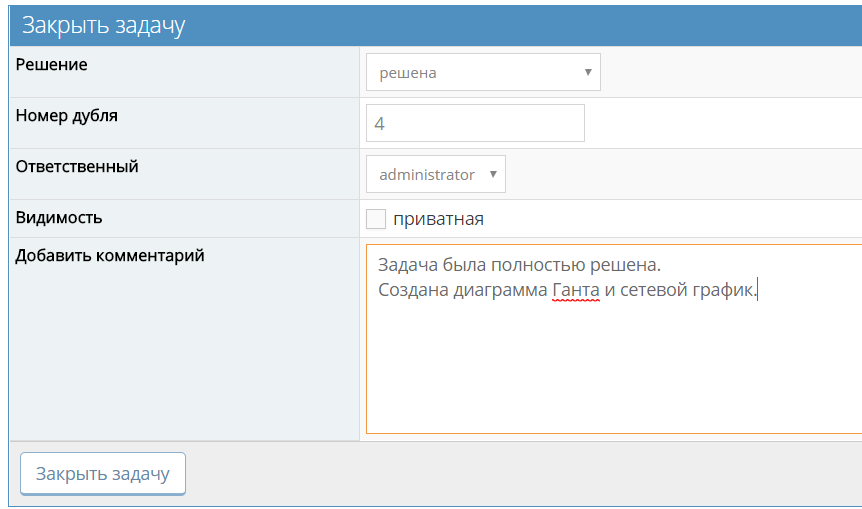 Закрыть задачу
Решение
решена
Номер дубля
4
Ответственный
administrator
Видимость
приватная
Добавить комментарий
Задача была полностью решена.
Создана диаграмма Ганта и сетевой график.
Закрыть задачу